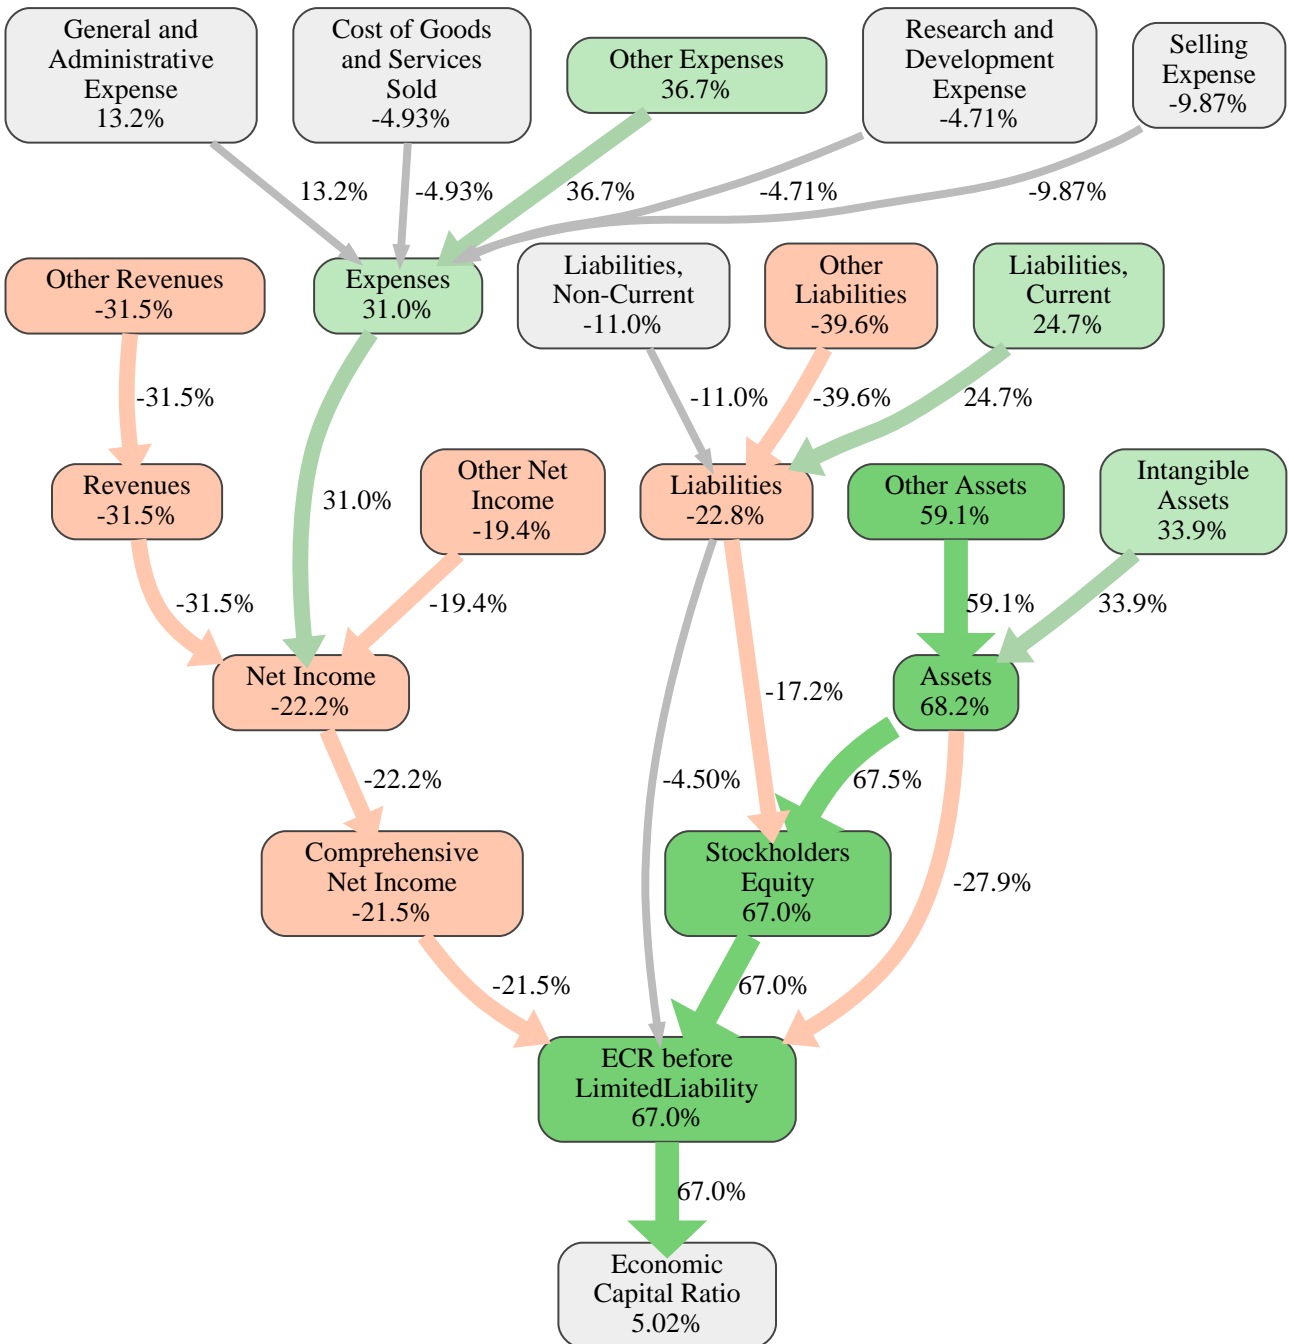 General and
Administrative
Expense
13.2%
Cost of Goods
and Services
Sold
-4.93%
Other Expenses
36.7%
Research and
Development
Expense
-4.71%
Selling
Expense
-9.87%
13.2%
-4.93%
36.7%
-4.71%
-9.87%
Other Revenues
-31.5%
Expenses
31.0%
Liabilities,
Non-Current
-11.0%
Other
Liabilities
-39.6%
Liabilities,
Current
24.7%
-31.5%
-11.0%
-39.6%
24.7%
Revenues
-31.5%
31.0%
Other Net
Income
-19.4%
Liabilities
-22.8%
Other Assets
59.1%
Intangible
Assets
33.9%
-31.5%
-19.4%
59.1%
33.9%
Net Income
-22.2%
-17.2%
Assets
68.2%
-22.2%
-4.50%
67.5%
Comprehensive
Net Income
-21.5%
Stockholders
Equity
67.0%
-27.9%
-21.5%
67.0%
ECR before
LimitedLiability
67.0%
67.0%
Economic
Capital Ratio
5.02%